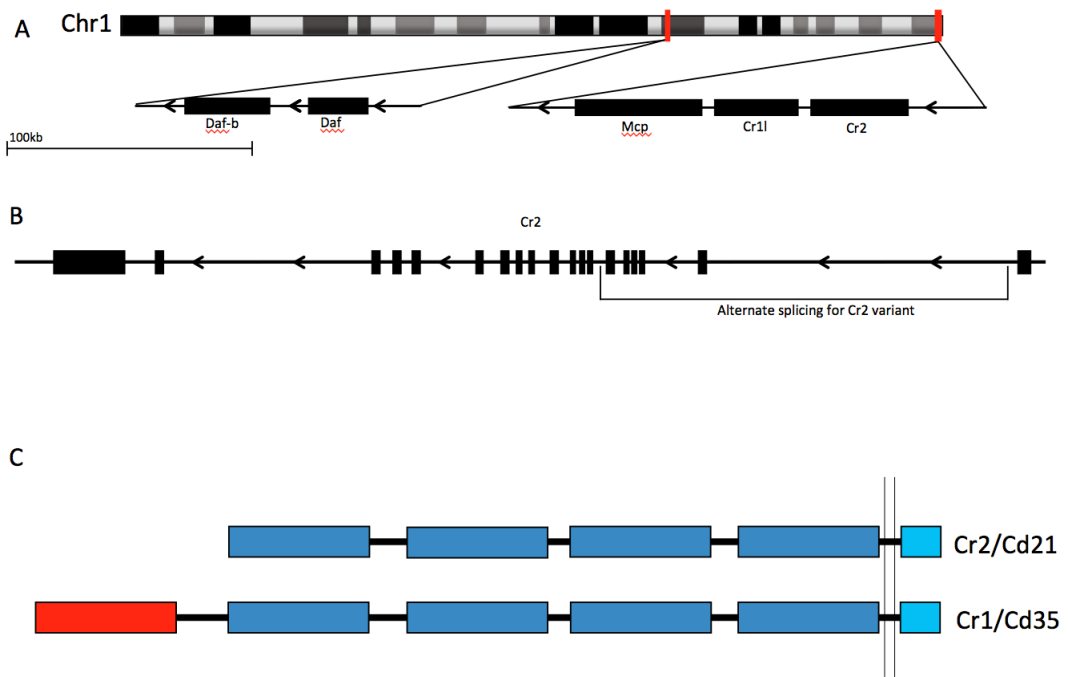 A
Chr1
Daf-b
Daf
Mcp
Cr1l
Cr2
100kb
B
Cr2
Alternate splicing for Cr2 variant
C
Cr2/Cd21
Cr1/Cd35